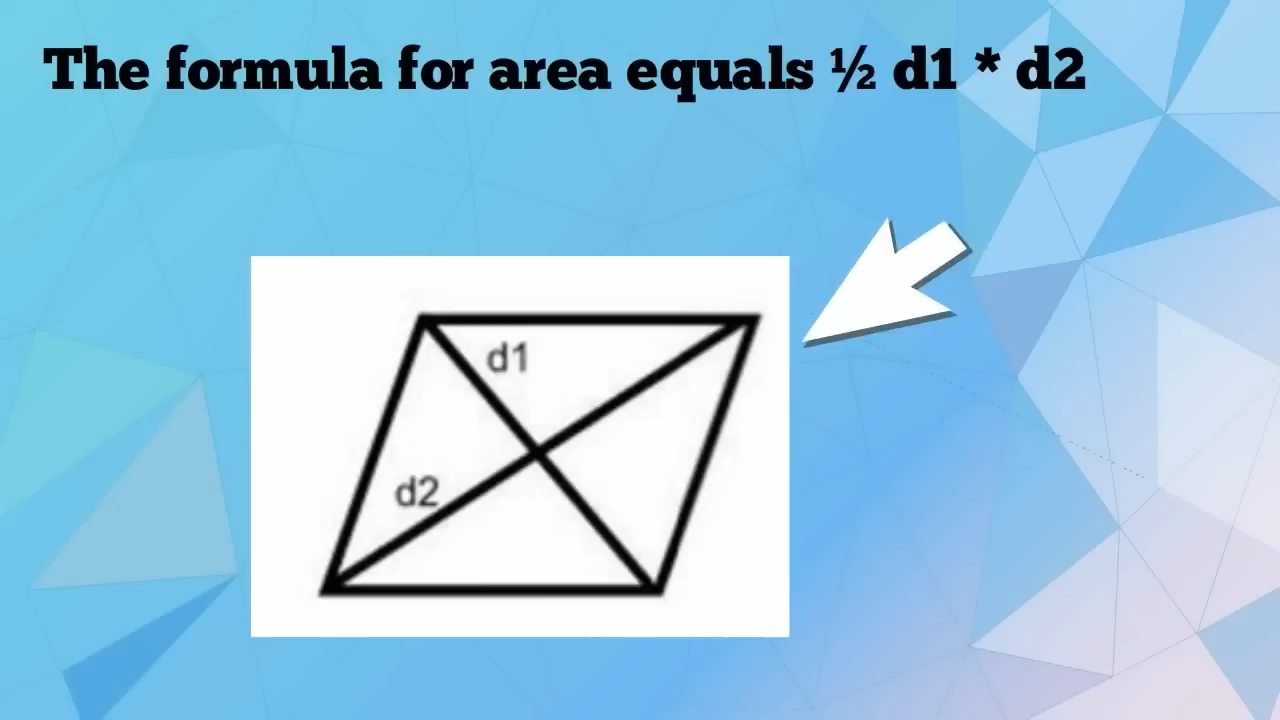 The formula for area equals ½ d1 * d2
d1
d2